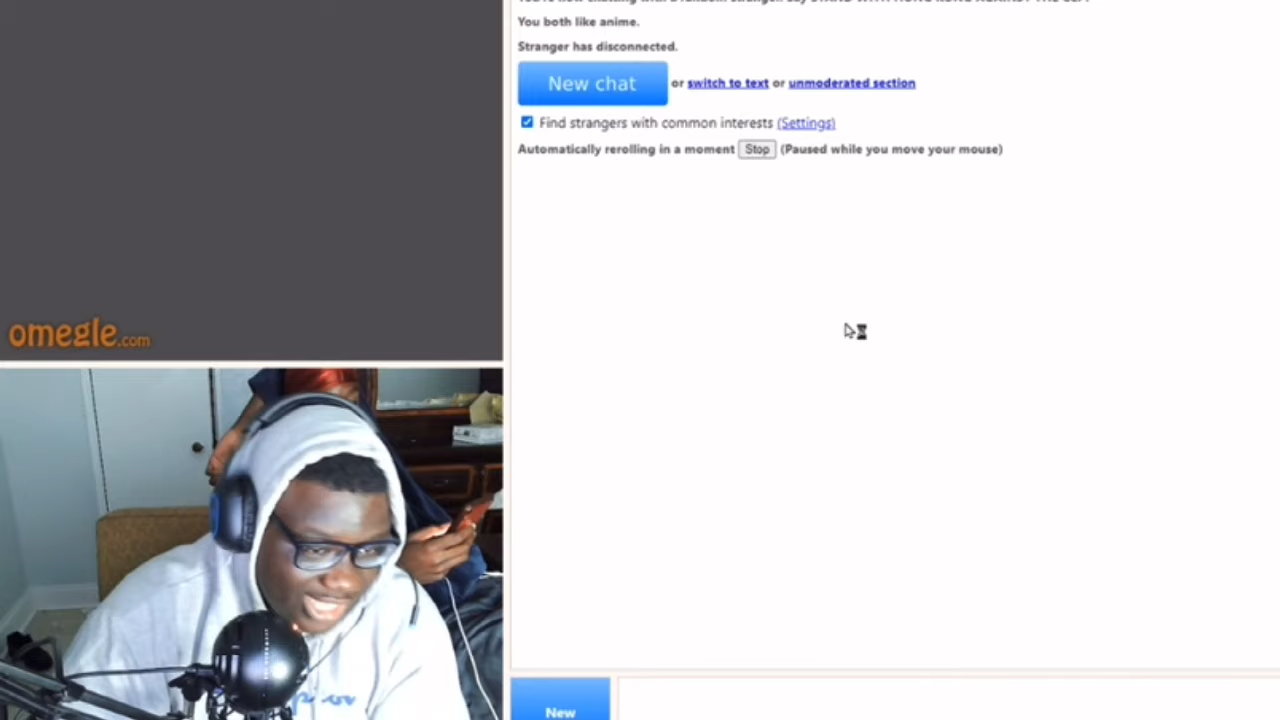 You both like anime.
Stranger has disconnected.
New chat or switch to text or unmoderated section
Find strangers with common interests (Settings)
Automatically rerolling in a moment Stop (Paused while you move your mouse)
omegle.com
New